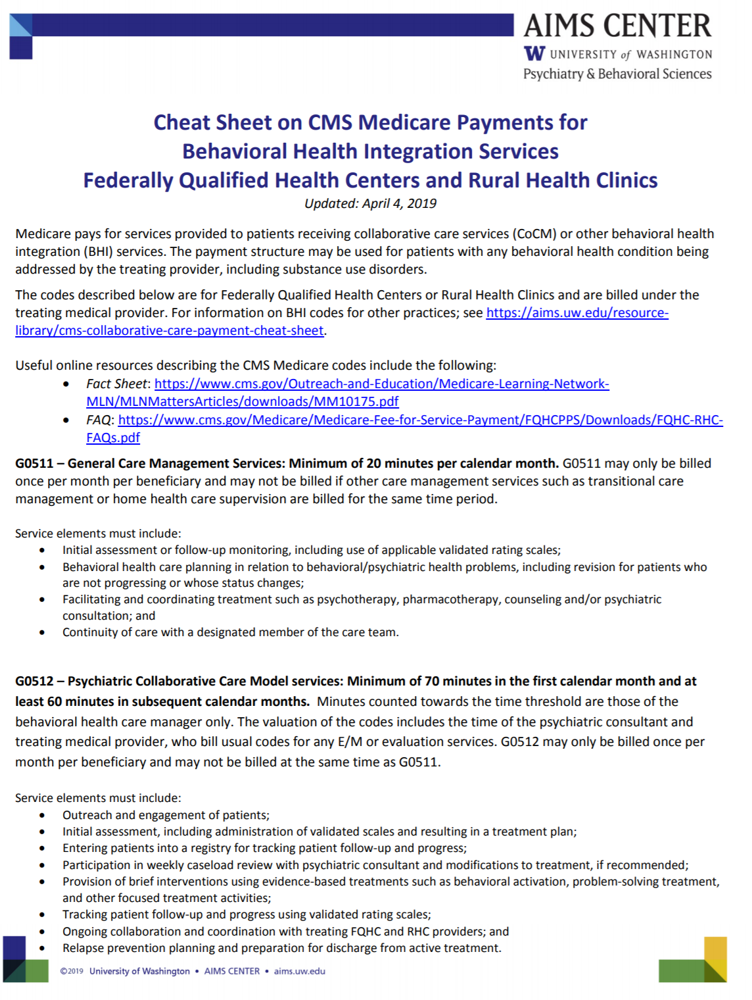 AIMS CENTER
W UNIVERSITY of WASHINGTON
Psychiatry & Behavioral Sciences
Cheat Sheet on CMS Medicare Payments for
Behavioral Health Integration Services
Federally Qualified Health Centers and Rural Health Clinics
Updated: April 4, 2019
Medicare pays for services provided to patients receiving collaborative care services (CoCM) or other behavioral health
integration (BHI) services. The payment structure may be used for patients with any behavioral health condition being
addressed by the treating provider, including substance use disorders.
The codes described below are for Federally Qualified Health Centers or Rural Health Clinics and are billed under the
treating medical provider. For information on BHI codes for other practices; see https://aims.uw.edu/resource-
library/cms-collaborative-care-payment-cheat-sheet.
Useful online resources describing the CMS Medicare codes include the following:
• Fact Sheet: https://www.cms.gov/Outreach-and-Education/Medicare-Learning-Network-
MLN/MLNMattersArticles/downloads/MM10175.pdf
• FAQ: https://www.cms.gov/Medicare/Medicare-Fee-for-Service-Payment/FQHCPPS/Downloads/FQHC-RHC-
FAQs.pdf
G0511 – General Care Management Services: Minimum of 20 minutes per calendar month. G0511 may only be billed
once per month per beneficiary and may not be billed if other care management services such as transitional care
management or home health care supervision are billed for the same time period.
Service elements must include:
• Initial assessment or follow-up monitoring, including use of applicable validated rating scales;
• Behavioral health care planning in relation to behavioral/psychiatric health problems, including revision for patients who
are not progressing or whose status changes;
• Facilitating and coordinating treatment such as psychotherapy, pharmacotherapy, counseling and/or psychiatric
consultation; and
• Continuity of care with a designated member of the care team.
G0512 – Psychiatric Collaborative Care Model services: Minimum of 70 minutes in the first calendar month and at
least 60 minutes in subsequent calendar months. Minutes counted towards the time threshold are those of the
behavioral health care manager only. The valuation of the codes includes the time of the psychiatric consultant and
treating medical provider, who bill usual codes for any E/M or evaluation services. G0512 may only be billed once per
month per beneficiary and may not be billed at the same time as G0511.
Service elements must include:
• Outreach and engagement of patients;
• Initial assessment, including administration of validated scales and resulting in a treatment plan;
• Entering patients into a registry for tracking patient follow-up and progress;
• Participation in weekly caseload review with psychiatric consultant and modifications to treatment, if recommended;
• Provision of brief interventions using evidence-based treatments such as behavioral activation, problem-solving treatment,
and other focused treatment activities;
• Tracking patient follow-up and progress using validated rating scales;
• Ongoing collaboration and coordination with treating FQHC and RHC providers; and
• Relapse prevention planning and preparation for discharge from active treatment.
©2019 University of Washington • AIMS CENTER • aims.uw.edu